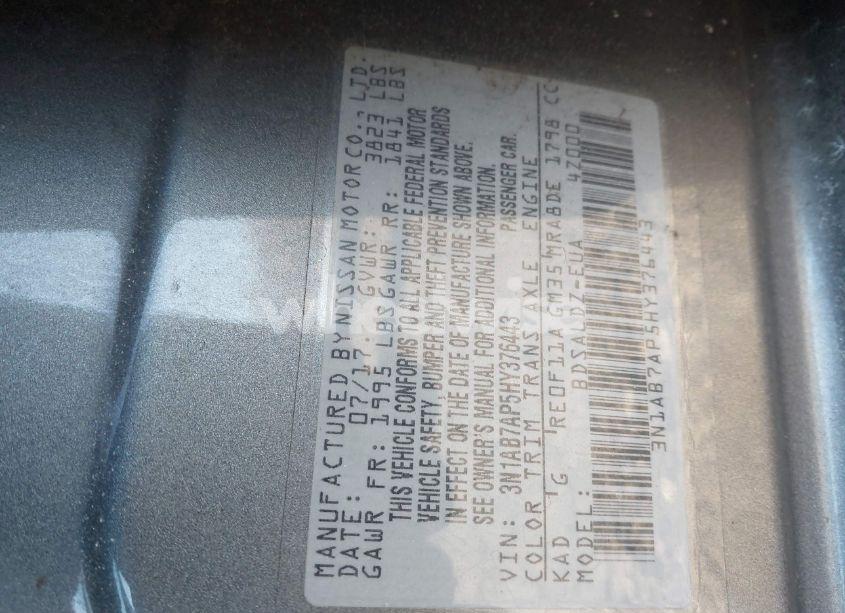 MANUFACTURED BY NISSAN MOTOR CO., LTD.
DATE: 07/17 GVWR: 3823 LBS
GAWR FR: 1995 LBS GAWR RR: 1841 LBS
THIS VEHICLE CONFORMS TO ALL APPLICABLE FEDERAL MOTOR
VEHICLE SAFETY, BUMPER AND THEFT PREVENTION STANDARDS
IN EFFECT ON THE DATE OF MANUFACTURE SHOWN ABOVE.
SEE OWNER'S MANUAL FOR ADDITIONAL INFORMATION.
VIN: 3N1AB7AP5HY376443 PASSENGER CAR.
COLOR TRIM TRANS AXLE ENGINE
KAD G RE0F11A GM35 MRA8DE 1798 CC
MODEL: BDSALDZ-EUA 4Z000
3N1AB7AP5HY376443